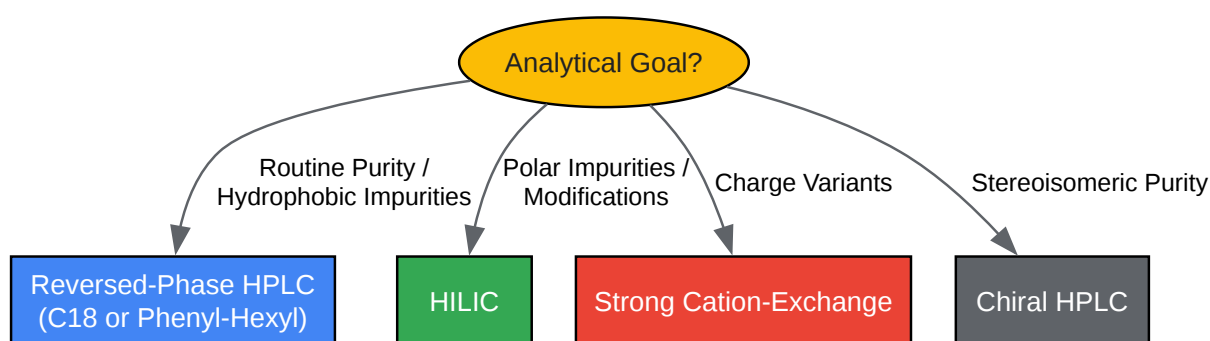 Analytical Goal?
Routine Purity /
Hydrophobic Impurities
Polar Impurities /
Modifications
Charge Variants
Stereoisomeric Purity
Reversed-Phase HPLC
(C18 or Phenyl-Hexyl)
HILIC
Strong Cation-Exchange
Chiral HPLC